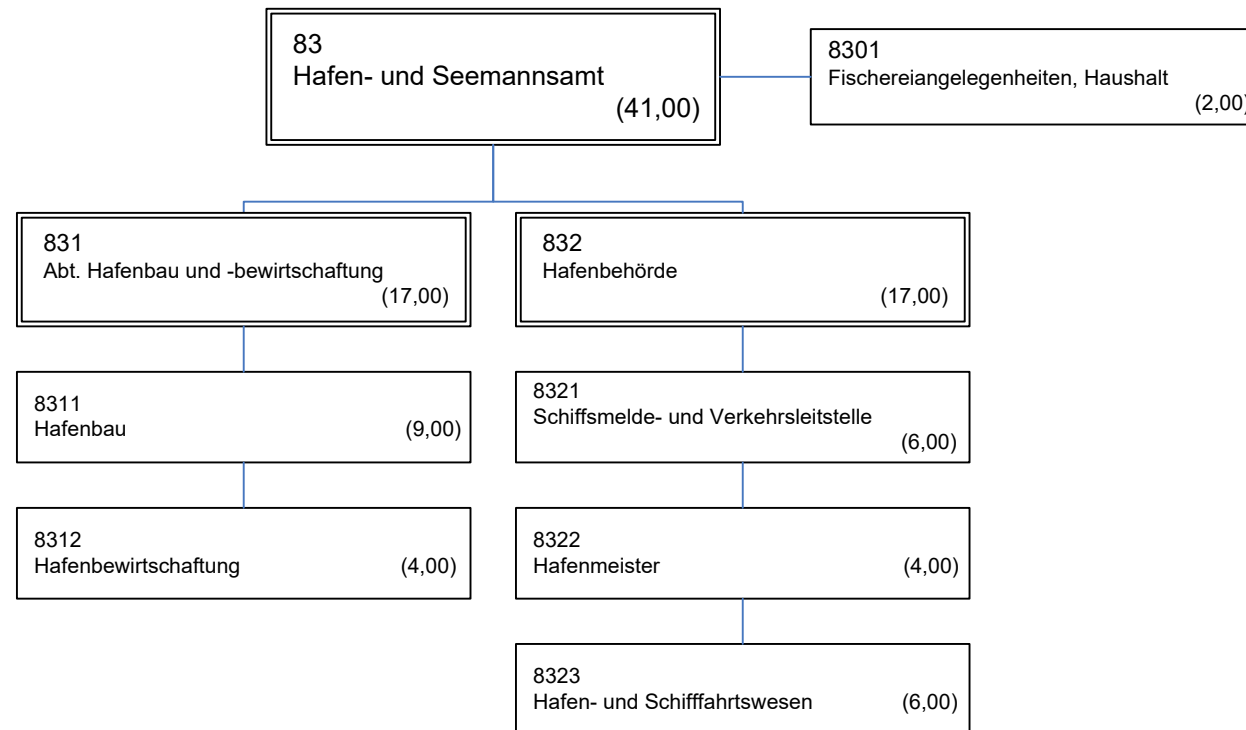 83
Hafen- und Seemannsamt
(41,00)
8301
Fischereiangelegenheiten, Haushalt
(2,00)
831
Abt. Hafenbau und -bewirtschaftung
(17,00)
832
Hafenbehörde
(17,00)
8311
Hafenbau (9,00)
8321
Schiffsmelde- und Verkehrsleitstelle
(6,00)
8312
Hafenbewirtschaftung (4,00)
8322
Hafenmeister (4,00)
8323
Hafen- und Schifffahrtswesen (6,00)